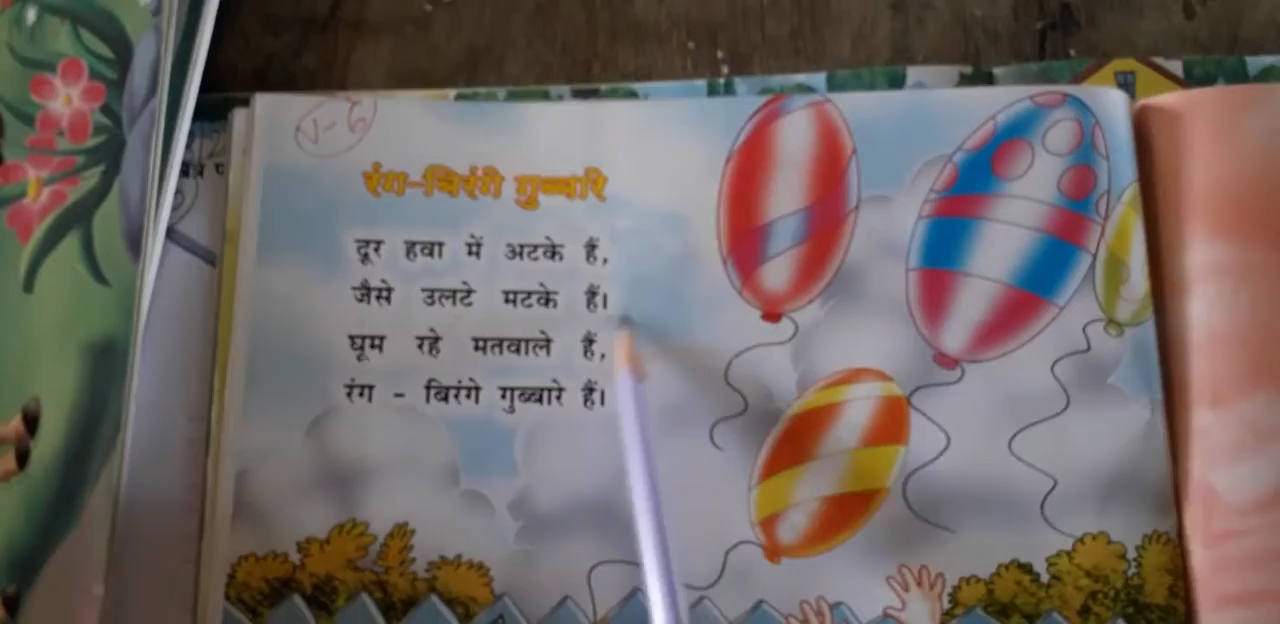 रंग-बिरंगे गुब्बारे
दूर हवा में अटके हैं,
जैसे उलटे मटके हैं।
घूम रहे मतवाले हैं,
रंग - बिरंगे गुब्बारे हैं।